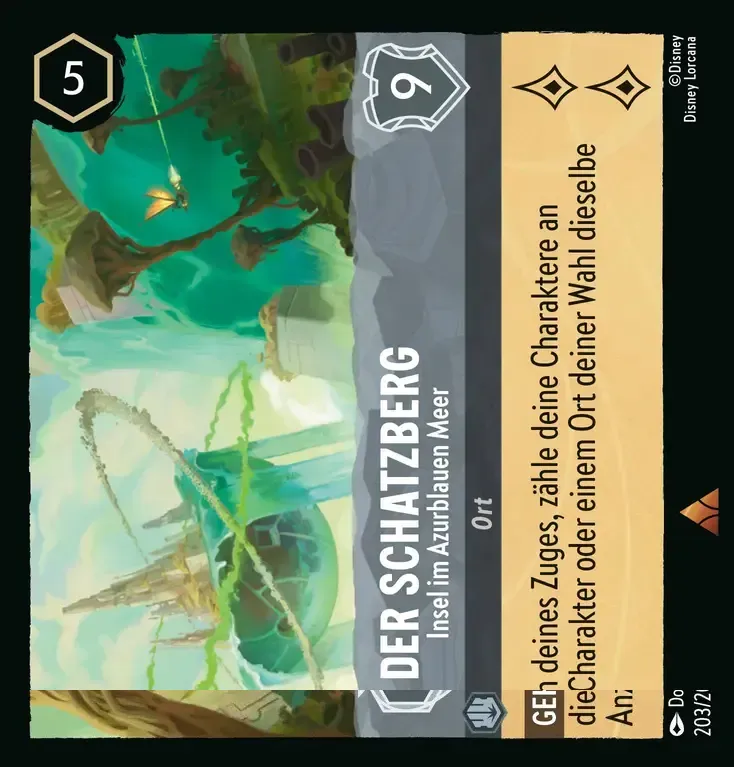 5
9
DER SCHATZBERG
Insel im Azurblauen Meer
Ort
GEh deines Zuges, zähle deine Charaktere an
dieCharakter oder einem Ort deiner Wahl dieselbe
An
Do
203/2
©Disney
Disney Lorcana